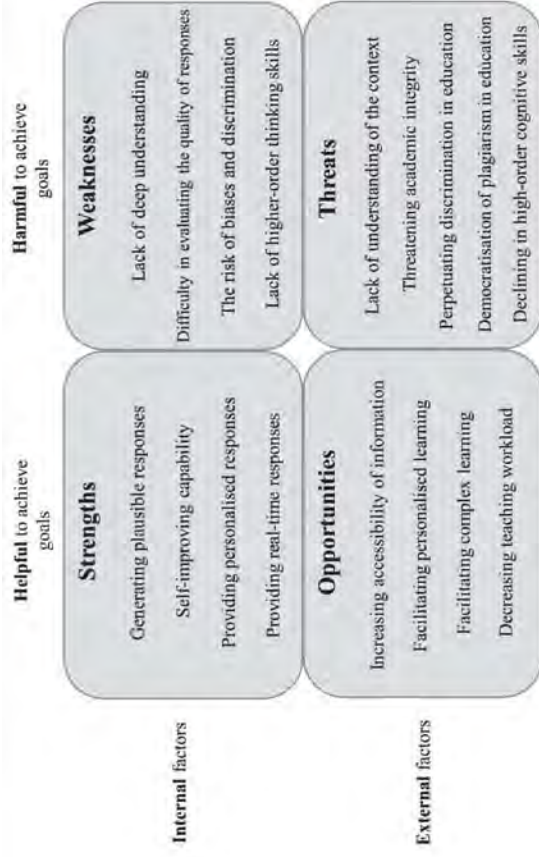 Helpful to achieve
goals
Harmful to achieve
goals
Internal factors
Strengths
Generating plausible responses
Self-improving capability
Providing personalised responses
Providing real-time responses
Weaknesses
Lack of deep understanding
Difficulty in evaluating the quality of responses
The risk of biases and discrimination
Lack of higher-order thinking skills
External factors
Opportunities
Increasing accessibility of information
Facilitating personalised learning
Facilitating complex learning
Decreasing teaching workload
Threats
Lack of understanding of the context
Threatening academic integrity
Perpetuating discrimination in education
Democratisation of plagiarism in education
Declining in high-order cognitive skills